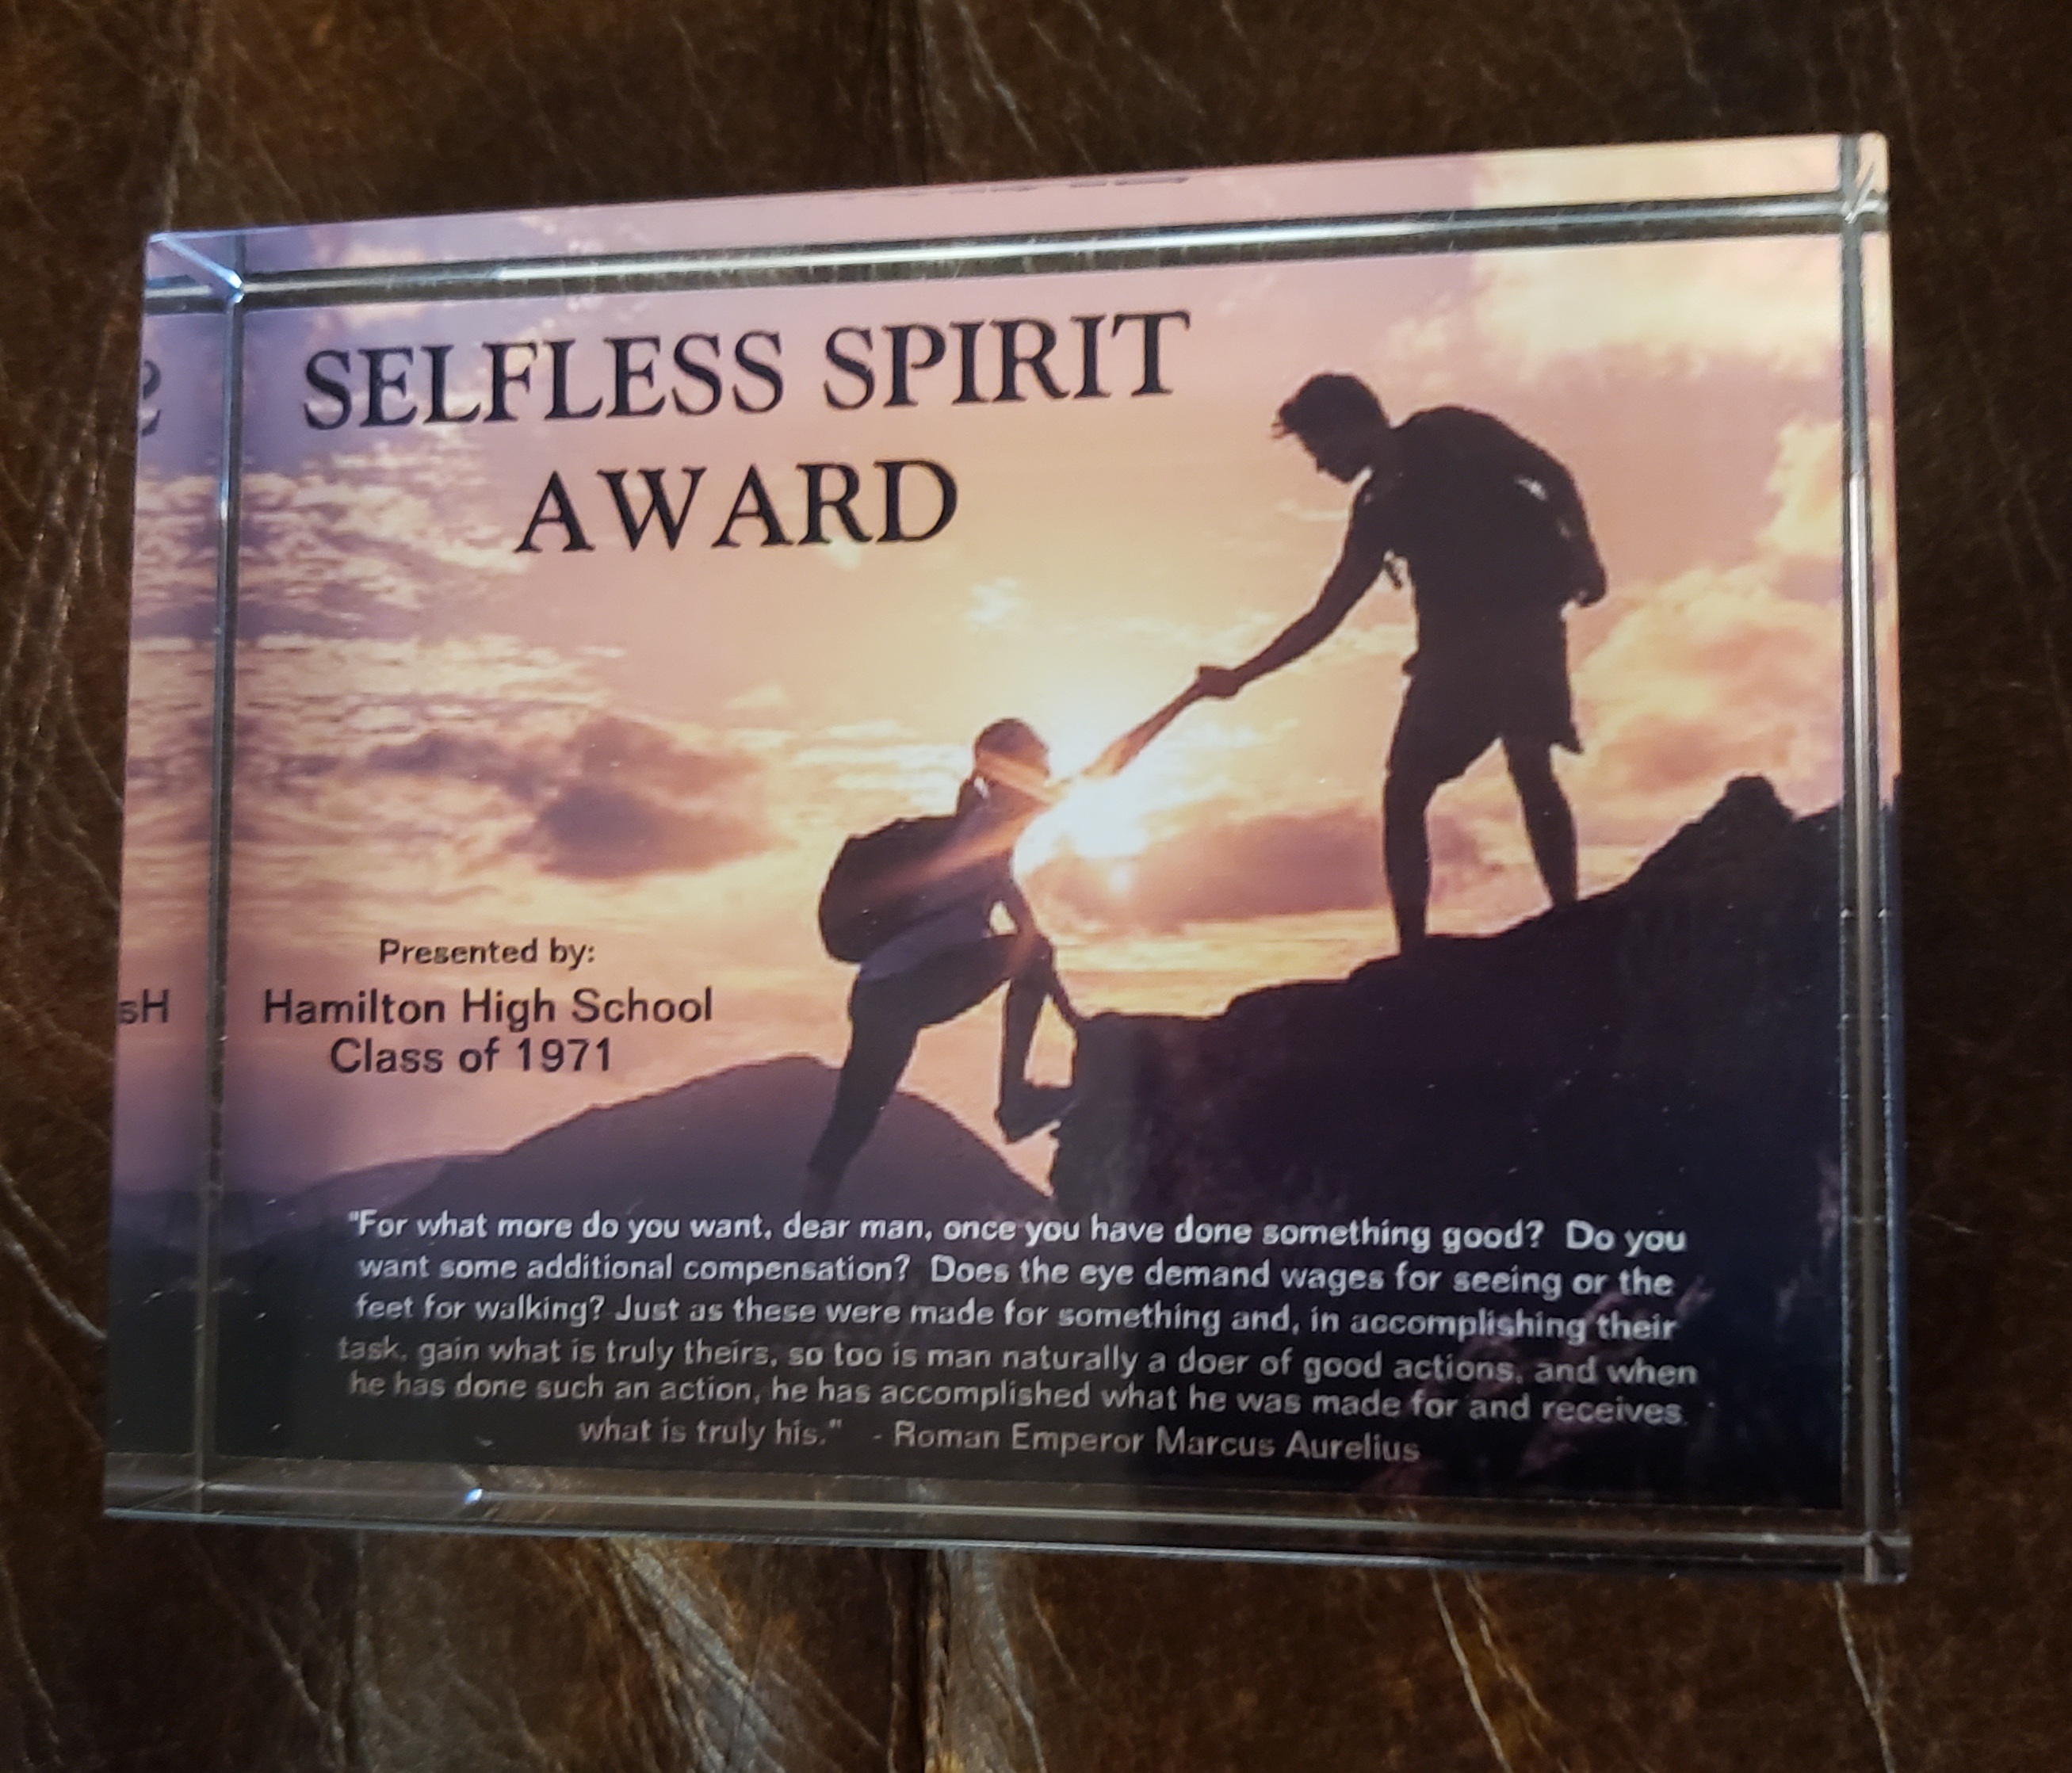 SELFLESS SPIRIT
AWARD
Presented by:
Hamilton High School
Class of 1971
"For what more do you want, dear man, once you have done something good? Do you
want some additional compensation? Does the eye demand wages for seeing or the
feet for walking? Just as these were made for something and, in accomplishing their
task, gain what is truly theirs, so too is man naturally a doer of good actions, and when
he has done such an action, he has accomplished what he was made for and receives
what is truly his." - Roman Emperor Marcus Aurelius